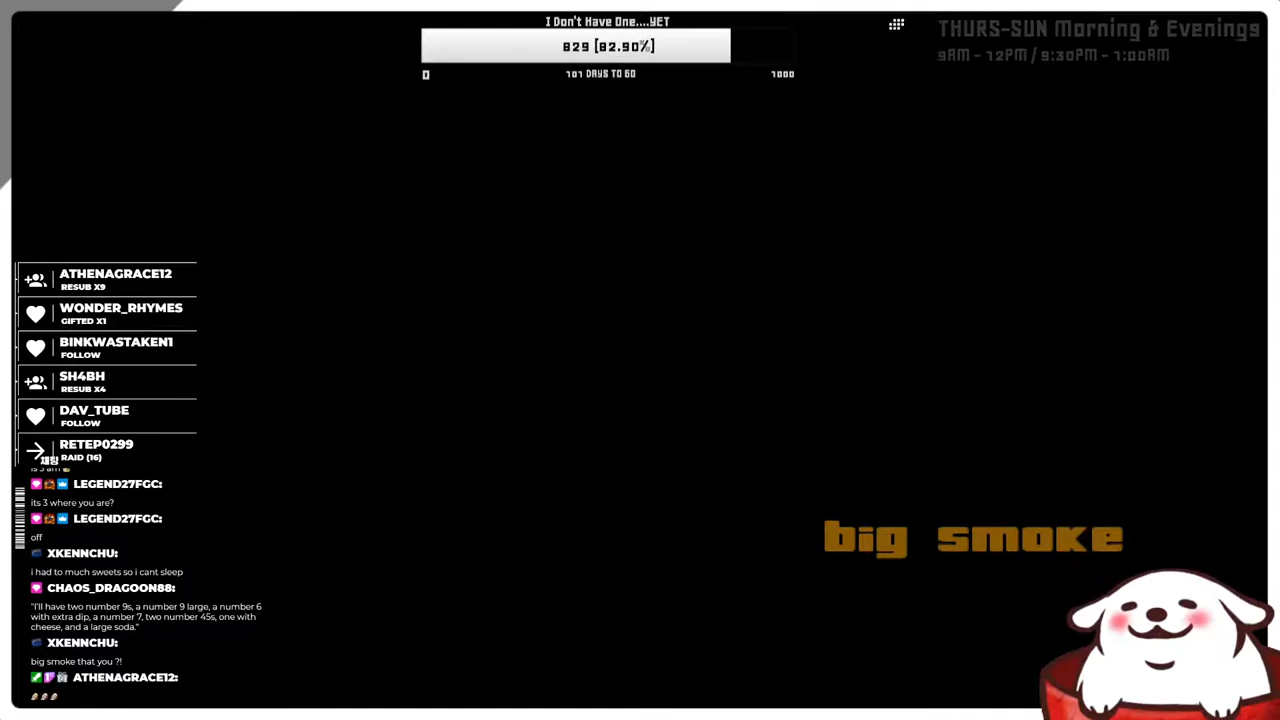 I Don't Have One....YET
829 [82.90%]
0
101 DAYS TO GO
1000
THURS-SUN Morning & Evenings
9AM - 12PM / 9:30PM - 1:00AM
ATHENAGRACE12
RESUB X9
WONDER_RHYMES
GIFTED X1
BINKWASTAKEN1
FOLLOW
SH4BH
RESUB X4
DAV_TUBE
FOLLOW
RETEP0299
RAID (16)
채팅
LEGEND27FGC:
its 3 where you are?
LEGEND27FGC:
off
XKENNCHU:
i had to much sweets so i cant sleep
CHAOS_DRAGOON88:
"I'll have two number 9s, a number 9 large, a number 6
with extra dip, a number 7, two number 45s, one with
cheese, and a large soda."
XKENNCHU:
big smoke that you ?!
ATHENAGRACE12:
big smoke